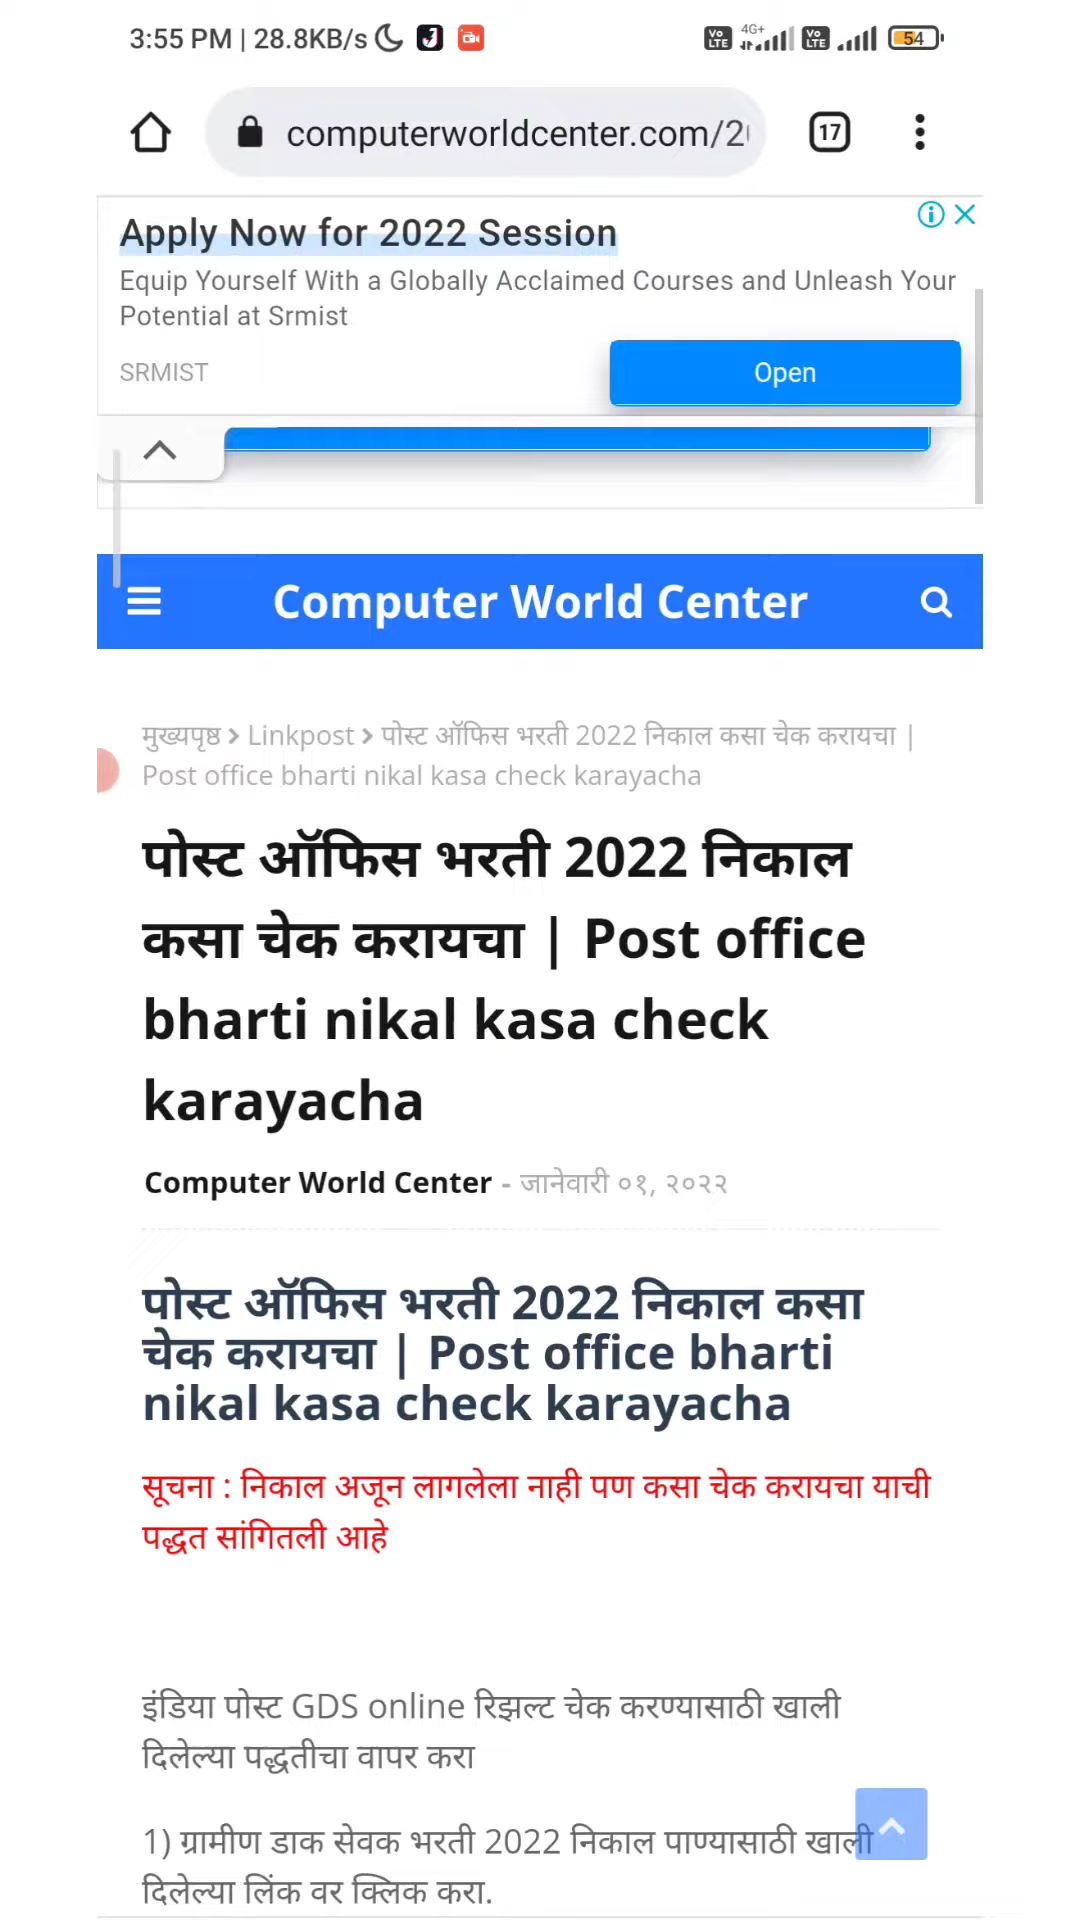 3:55 PM | 28.8KB/s
Vo LTE 4G+ Vo LTE 54
computerworldcenter.com/2
17
Apply Now for 2022 Session
Equip Yourself With a Globally Acclaimed Courses and Unleash Your
Potential at Srmist
SRMIST
Open
Computer World Center
मुख्यपृष्ठ › Linkpost › पोस्ट ऑफिस भरती 2022 निकाल कसा चेक करायचा |
Post office bharti nikal kasa check karayacha
पोस्ट ऑफिस भरती 2022 निकाल
कसा चेक करायचा | Post office
bharti nikal kasa check
karayacha
Computer World Center - जानेवारी ०१, २०२२
पोस्ट ऑफिस भरती 2022 निकाल कसा
चेक करायचा | Post office bharti
nikal kasa check karayacha
सूचना : निकाल अजून लागलेला नाही पण कसा चेक करायचा याची
पद्धत सांगितली आहे
इंडिया पोस्ट GDS online रिझल्ट चेक करण्यासाठी खाली
दिलेल्या पद्धतीचा वापर करा
1) ग्रामीण डाक सेवक भरती 2022 निकाल पाण्यासाठी खाली
दिलेल्या लिंक वर क्लिक करा.